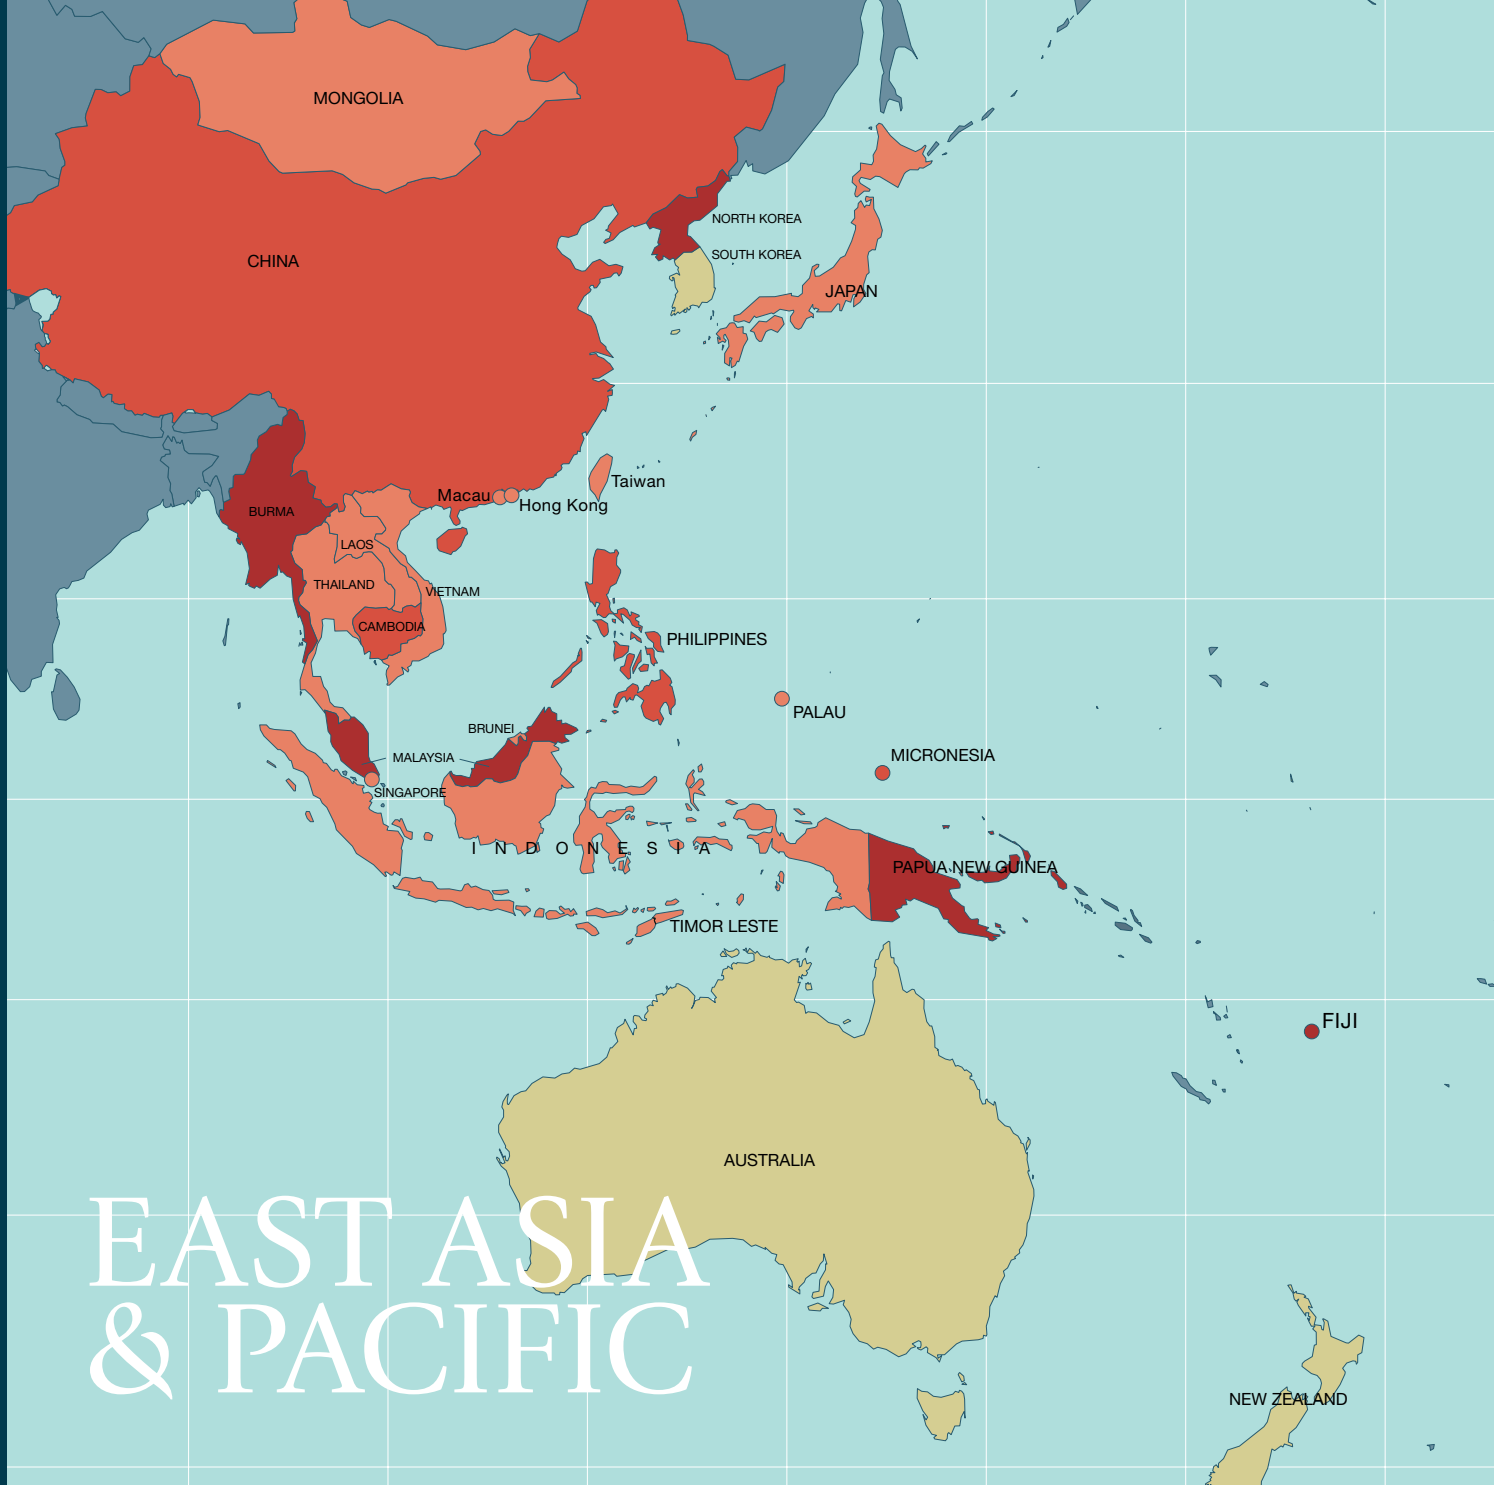 MONGOLIA
NORTH KOREA
SOUTH KOREA
CHINA
JAPAN
Taiwan
Macau
Hong Kong
BURMA
LAOS
THAILAND
VIETNAM
CAMBODIA
PHILIPPINES
PALAU
BRUNEI
MALAYSIA
MICRONESIA
SINGAPORE
INDONESIA
PAPUA NEW GUINEA
TIMOR LESTE
FIJI
AUSTRALIA
EAST ASIA
& PACIFIC
NEW ZEALAND